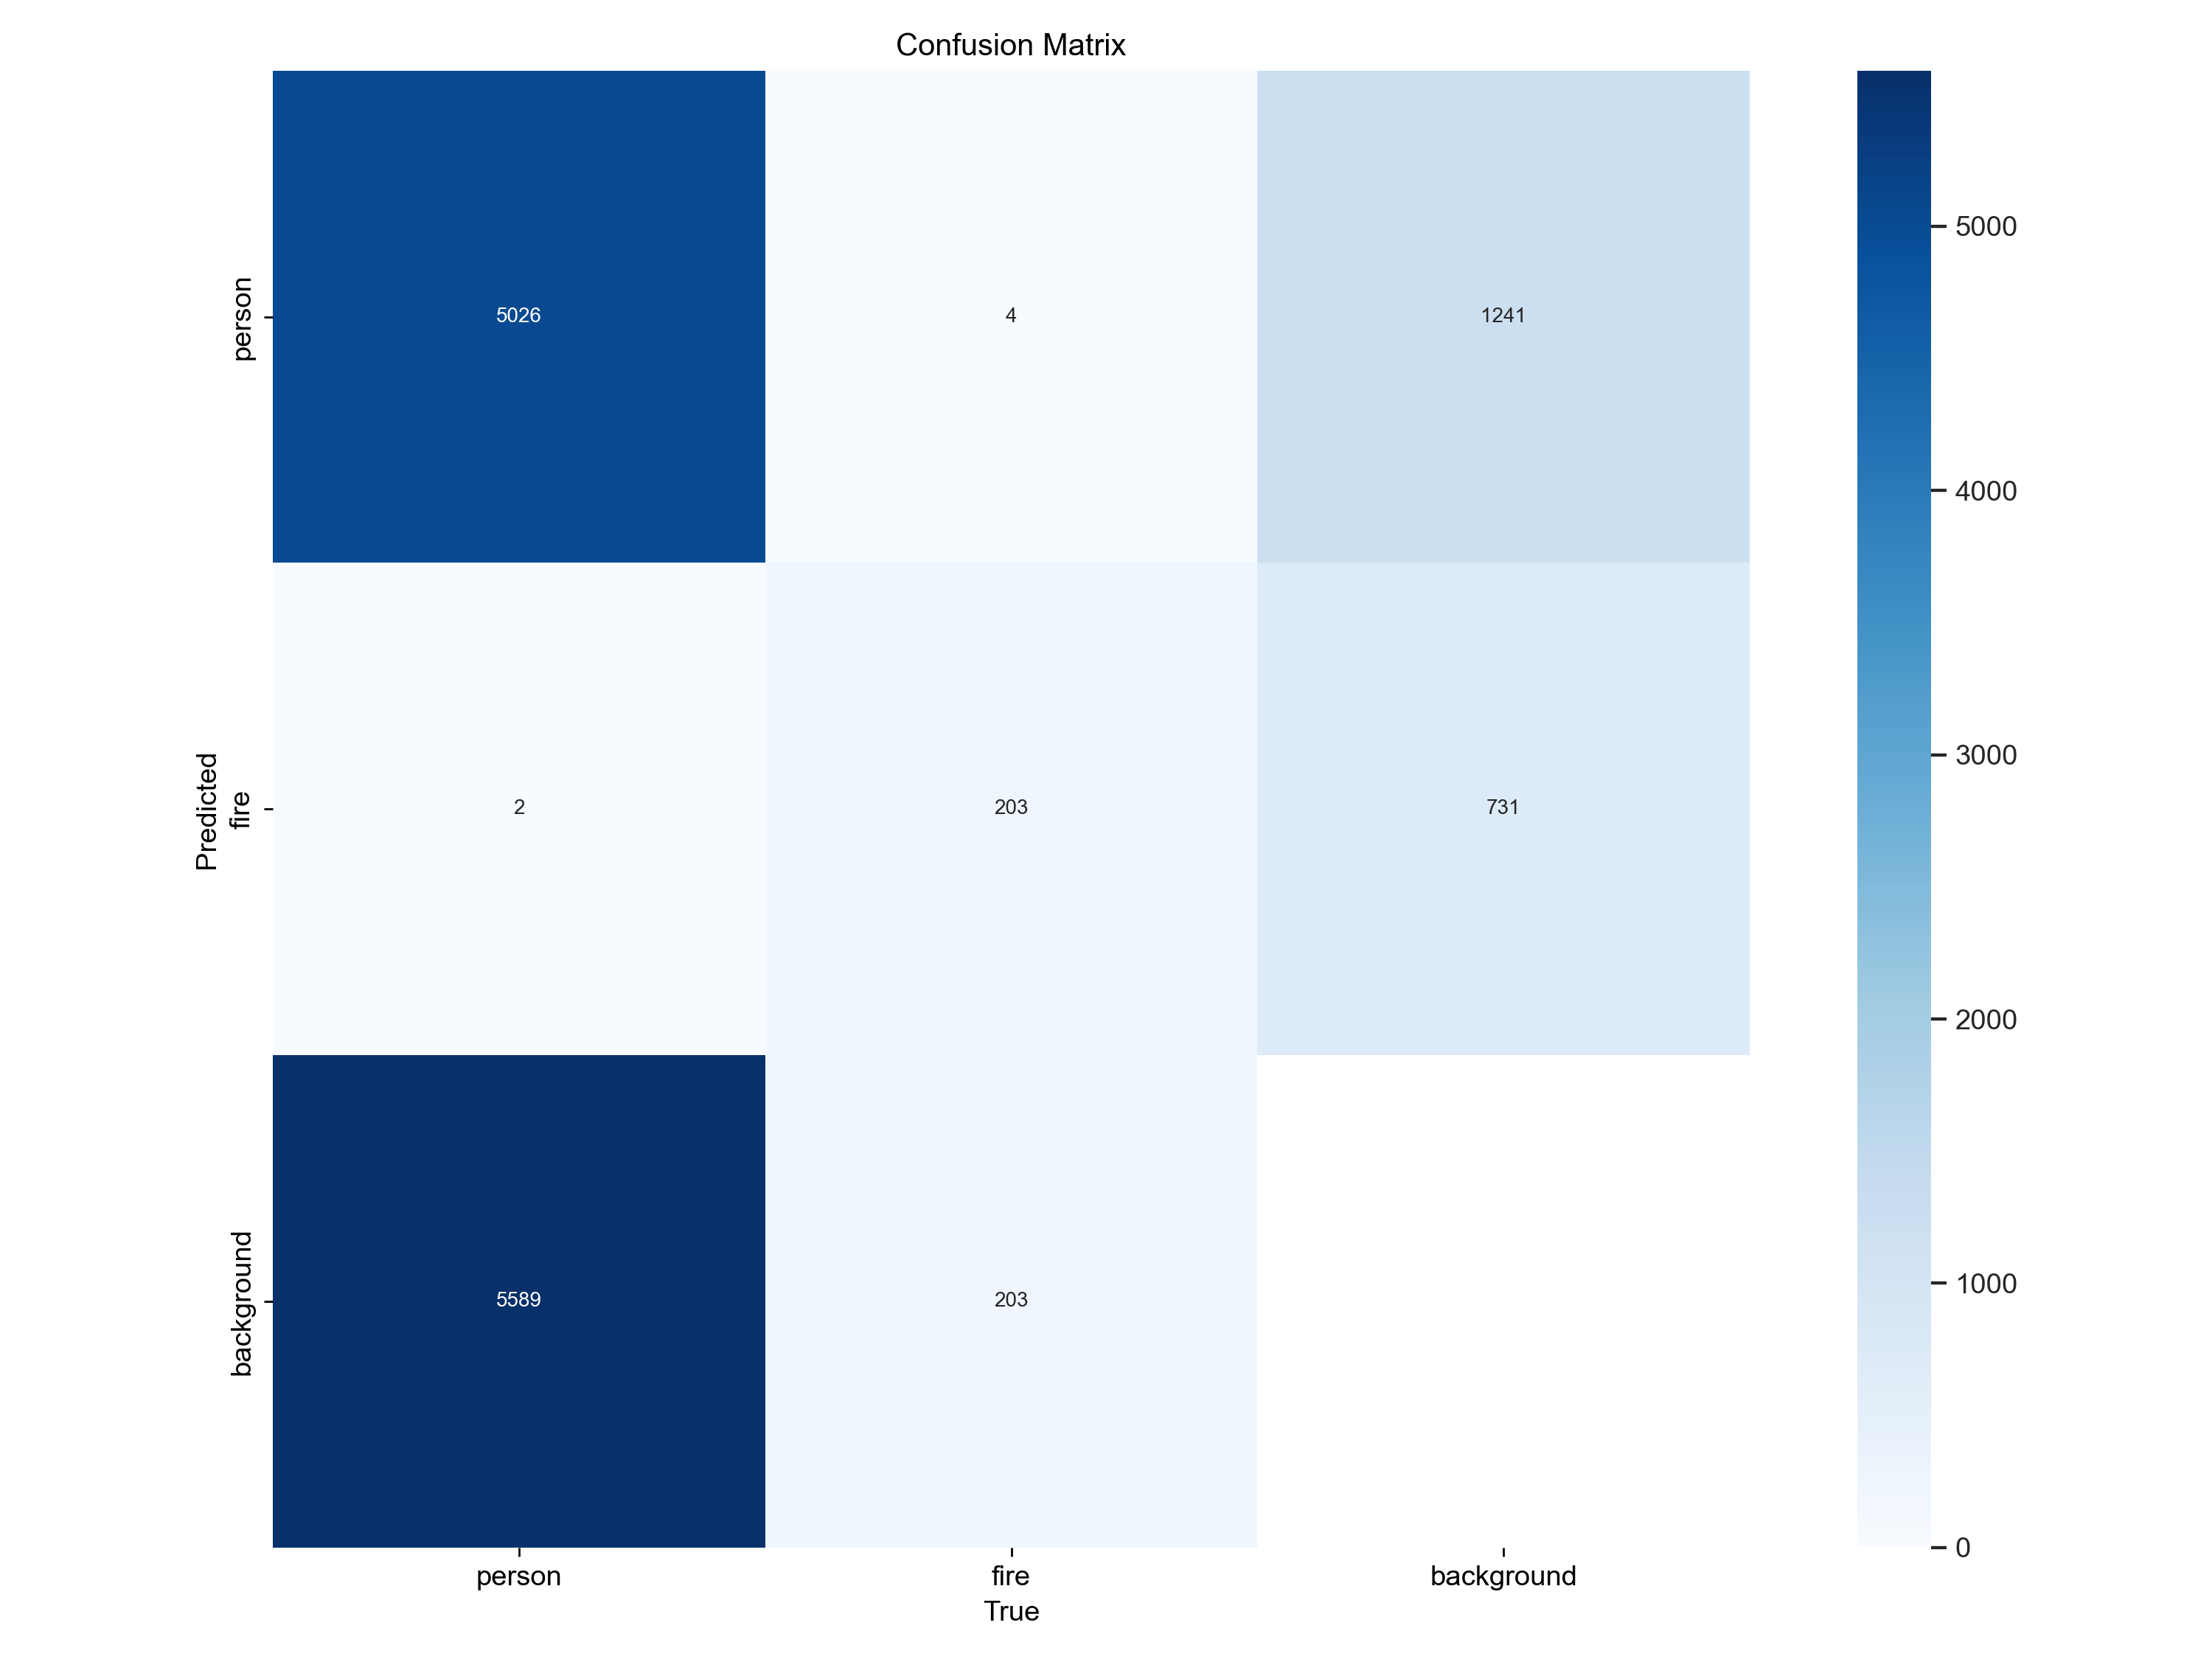 Confusion Matrix
Predicted
person
5026
4
1241
fire
2
203
731
background
5589
203
person
fire
background
True
5000
4000
3000
2000
1000
0